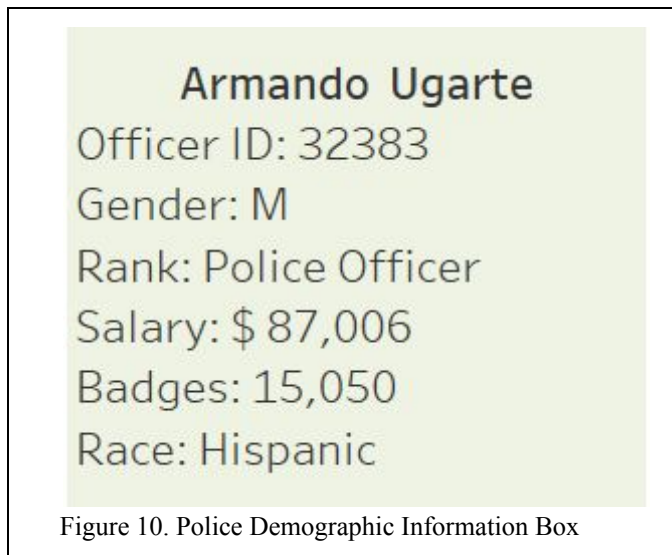 Armando Ugarte
Officer ID: 32383
Gender: M
Rank: Police Officer
Salary: $ 87,006
Badges: 15,050
Race: Hispanic
Figure 10. Police Demographic Information Box